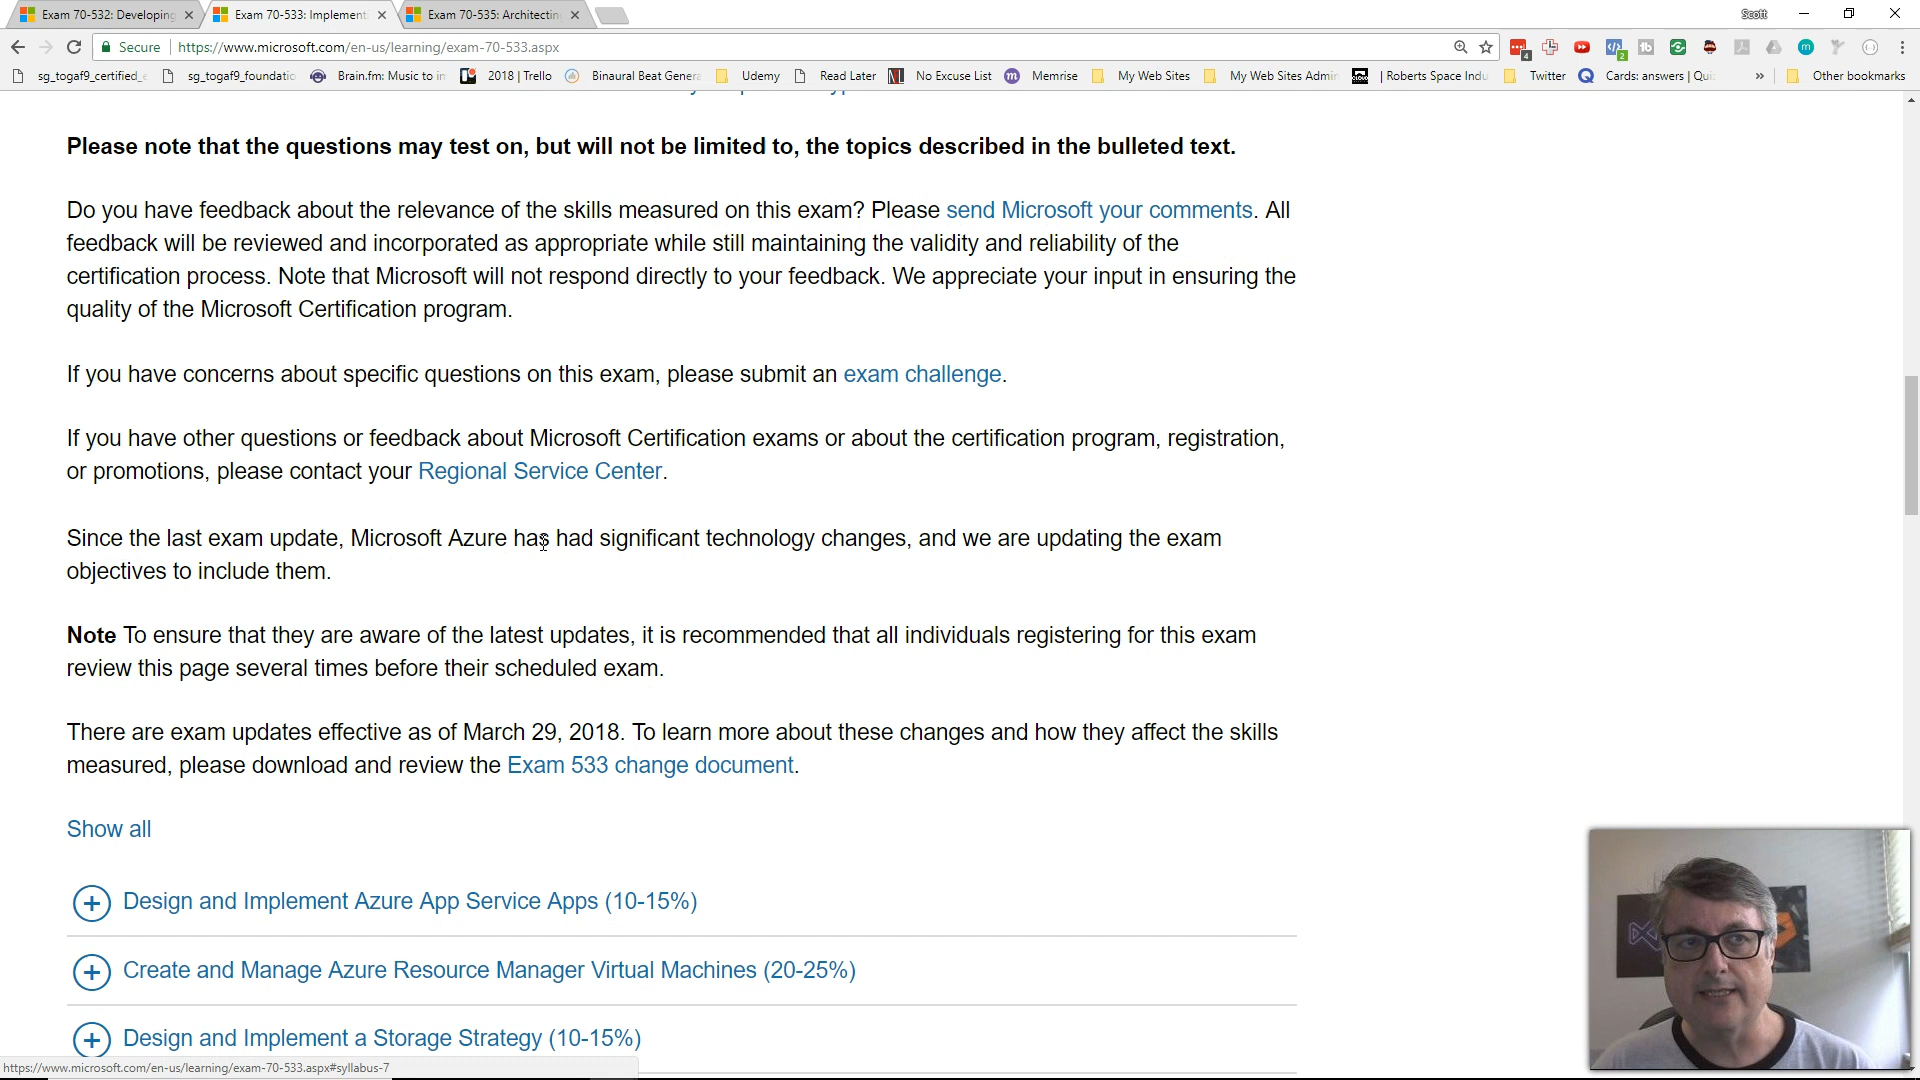 Exam 70-532: Developing
Exam 70-533: Implement
Exam 70-535: Architectin
Scott
Secure
https://www.microsoft.com/en-us/learning/exam-70-533.aspx
sg_togaf9_certified_
sg_togaf9_foundatio
Brain.fm: Music to in
2018 | Trello
Binaural Beat Genera
Udemy
Read Later
No Excuse List
Memrise
My Web Sites
My Web Sites Admin
| Roberts Space Indu
Twitter
Cards: answers | Qui
»
Other bookmarks
Please note that the questions may test on, but will not be limited to, the topics described in the bulleted text.
Do you have feedback about the relevance of the skills measured on this exam? Please send Microsoft your comments. All
feedback will be reviewed and incorporated as appropriate while still maintaining the validity and reliability of the
certification process. Note that Microsoft will not respond directly to your feedback. We appreciate your input in ensuring the
quality of the Microsoft Certification program.
If you have concerns about specific questions on this exam, please submit an exam challenge.
If you have other questions or feedback about Microsoft Certification exams or about the certification program, registration,
or promotions, please contact your Regional Service Center.
Since the last exam update, Microsoft Azure has had significant technology changes, and we are updating the exam
objectives to include them.
Note To ensure that they are aware of the latest updates, it is recommended that all individuals registering for this exam
review this page several times before their scheduled exam.
There are exam updates effective as of March 29, 2018. To learn more about these changes and how they affect the skills
measured, please download and review the Exam 533 change document.
Show all
Design and Implement Azure App Service Apps (10-15%)
Create and Manage Azure Resource Manager Virtual Machines (20-25%)
Design and Implement a Storage Strategy (10-15%)
https://www.microsoft.com/en-us/learning/exam-70-533.aspx#syllabus-7